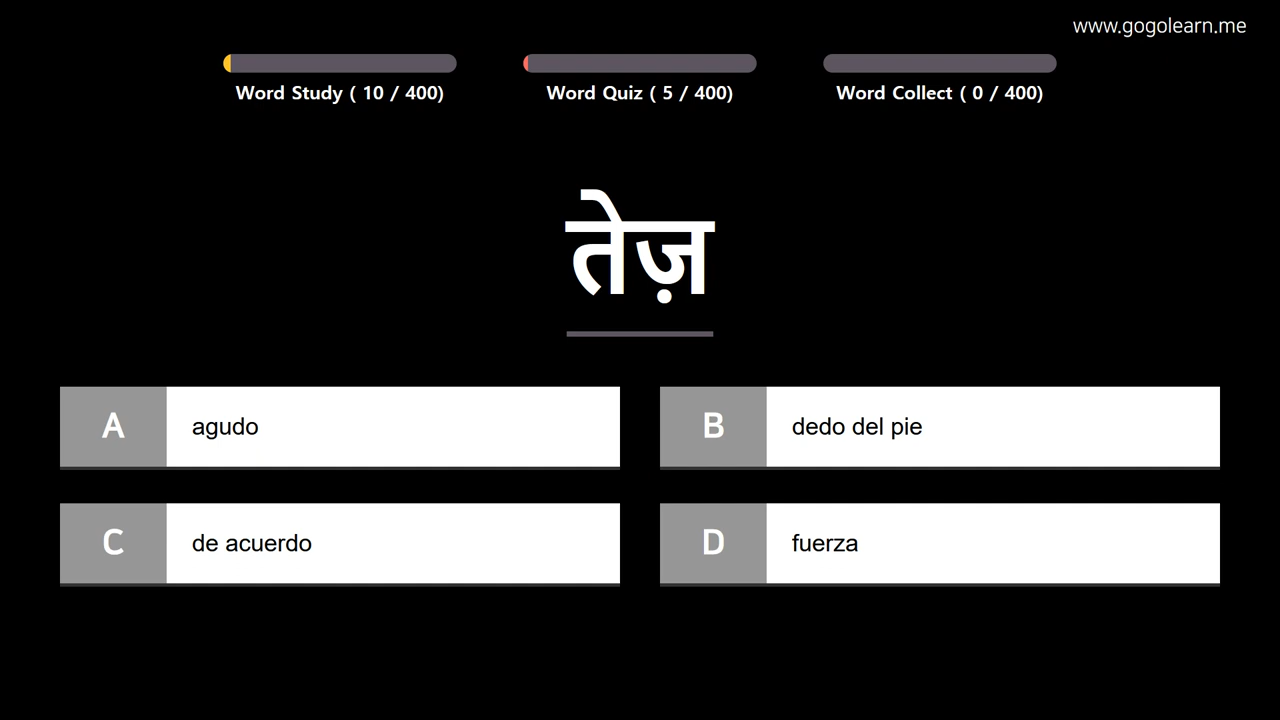 www.gogolearn.me
Word Study ( 10 / 400)
Word Quiz ( 5 / 400)
Word Collect ( 0 / 400)
तेज़
A agudo
B dedo del pie
C de acuerdo
D fuerza